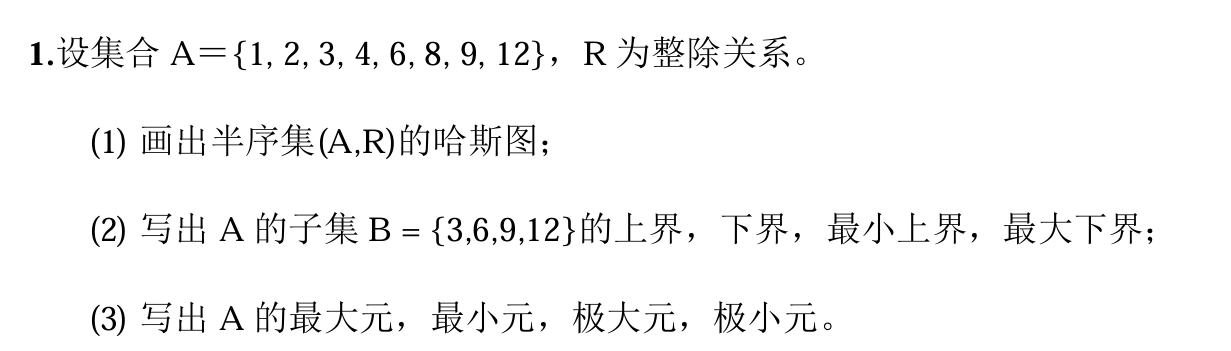 1.设集合 A＝{1, 2, 3, 4, 6, 8, 9, 12}，R 为整除关系。
(1) 画出半序集(A,R)的哈斯图；
(2) 写出 A 的子集 B = {3,6,9,12}的上界，下界，最小上界，最大下界；
(3) 写出 A 的最大元，最小元，极大元，极小元。